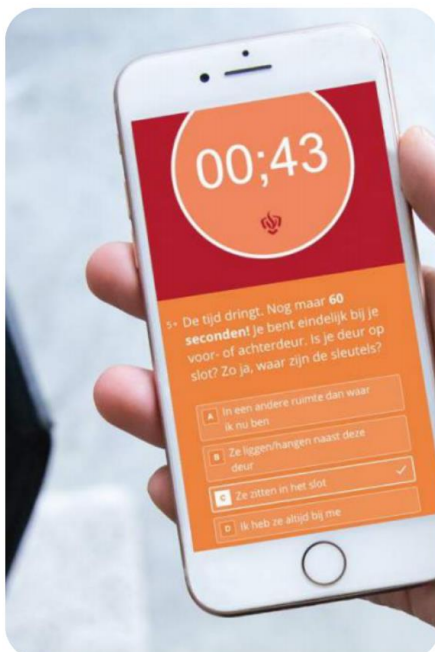 00;43
5→ De tijd dringt. Nog maar 60
seconden! Je bent eindelijk bij je
voor- of achterdeur. Is je deur op
slot? Zo ja, waar zijn de sleutels?
A In een andere ruimte dan waar
ik nu ben
B Ze liggen/hangen naast deze
deur
C Ze zitten in het slot
D Ik heb ze altijd bij me